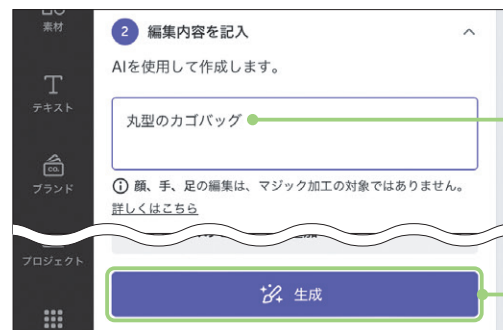 素材
テキスト
CO.
ブランド
プロジェクト
2 編集内容を記入
AIを使用して作成します。
丸型のカゴバッグ
顔、手、足の編集は、マジック加工の対象ではありません。
詳しくはこちら
生成